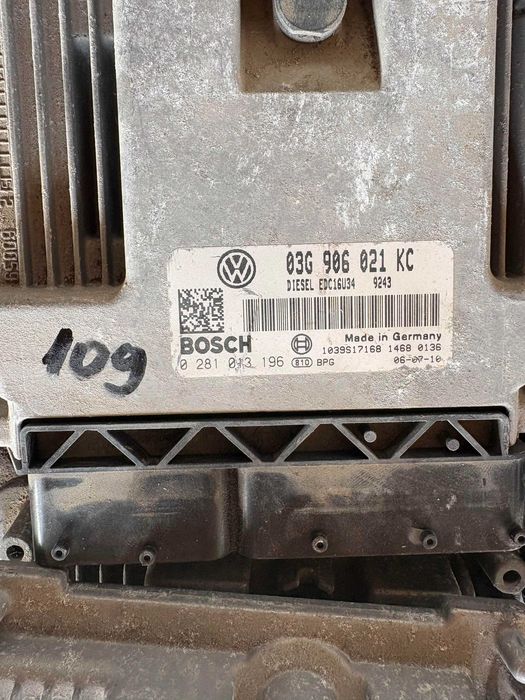 03G 906 021 KC
DIESEL EDC16U34 9243
BOSCH
Made in Germany
1039S17168 1468 0136
0 281 013 196 810 BPG 06-07-10
109